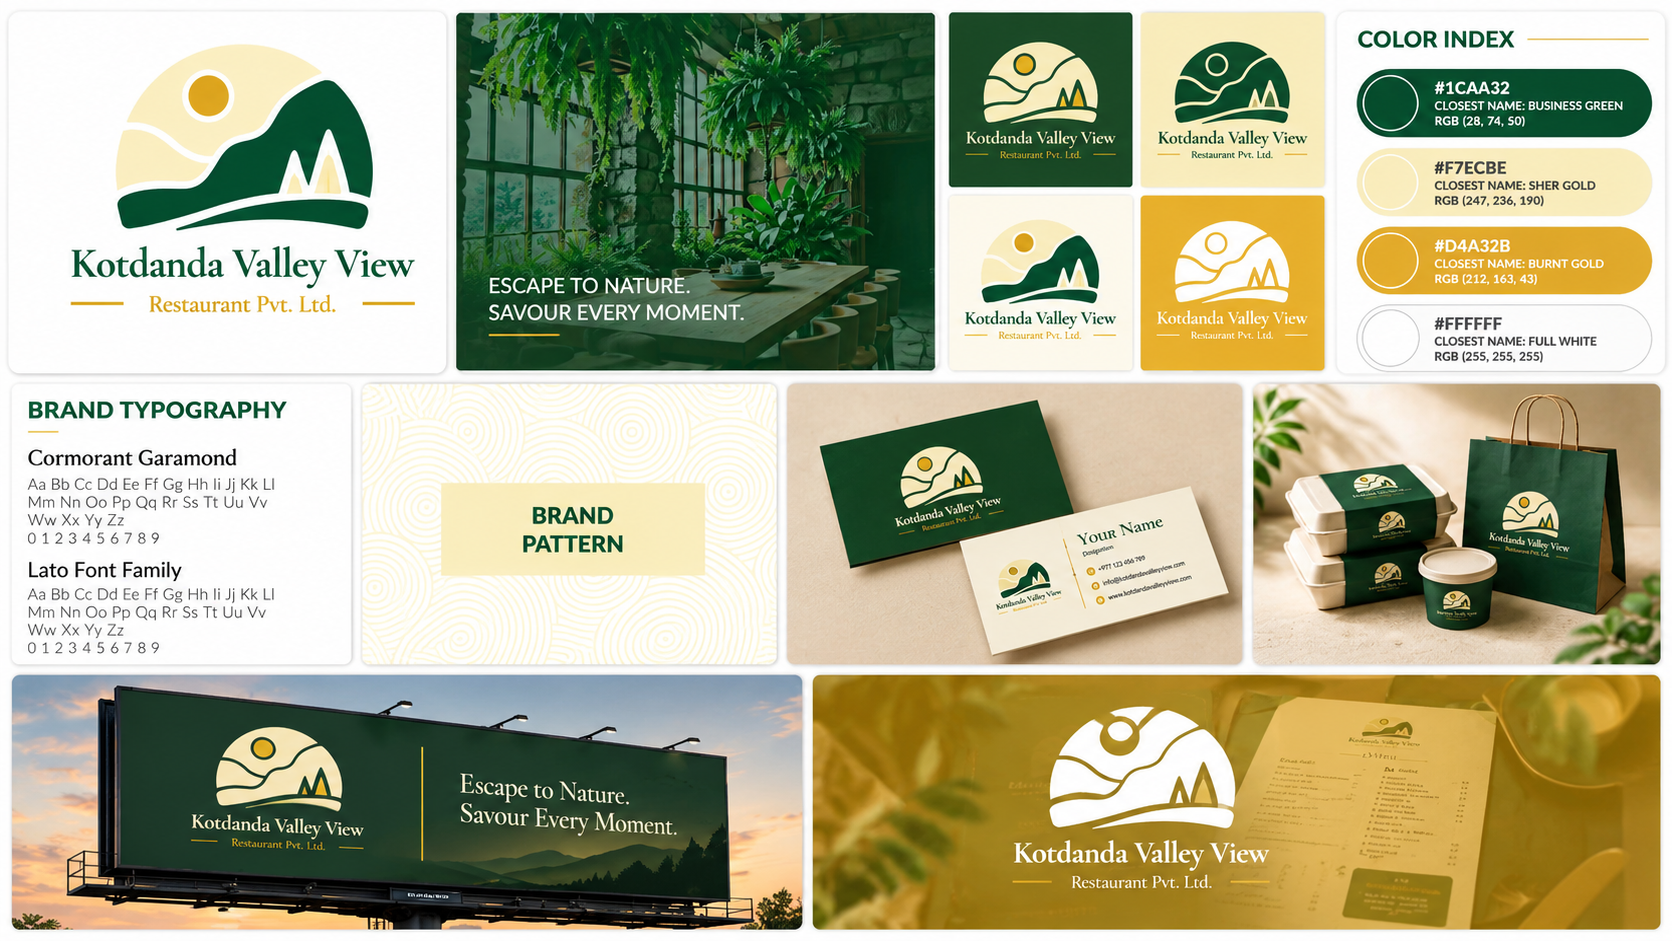 Kotdanda Valley View
Restaurant Pvt. Ltd.
ESCAPE TO NATURE.
SAVOUR EVERY MOMENT.
Kotdanda Valley View
Restaurant Pvt. Ltd.
Kotdanda Valley View
Restaurant Pvt. Ltd.
Kotdanda Valley View
Restaurant Pvt. Ltd.
Kotdanda Valley View
Restaurant Pvt. Ltd.
COLOR INDEX
#1CAA32
CLOSEST NAME: BUSINESS GREEN
RGB (28, 74, 50)
#F7ECBE
CLOSEST NAME: SHER GOLD
RGB (247, 236, 190)
#D4A32B
CLOSEST NAME: BURNT GOLD
RGB (212, 163, 43)
#FFFFFF
CLOSEST NAME: FULL WHITE
RGB (255, 255, 255)
BRAND TYPOGRAPHY
Cormorant Garamond
Aa Bb Cc Dd Ee Ff Gg Hh Ii Jj Kk Ll
Mm Nn Oo Pp Qq Rr Ss Tt Uu Vv
Ww Xx Yy Zz
0 1 2 3 4 5 6 7 8 9
Lato Font Family
Aa Bb Cc Dd Ee Ff Gg Hh Ii Jj Kk Ll
Mm Nn Oo Pp Qq Rr Ss Tt Uu Vv
Ww Xx Yy Zz
0 1 2 3 4 5 6 7 8 9
BRAND
PATTERN
Kotdanda Valley View
Restaurant Pvt. Ltd.
Your Name
Kotdanda Valley View
info@kotdandavalleyview.com
www.kotdandavalleyview.com
Kotdanda Valley View
Restaurant Pvt. Ltd.
Kotdanda Valley View
Restaurant Pvt. Ltd.
Escape to Nature.
Savour Every Moment.
Kotdanda Valley View
Restaurant Pvt. Ltd.
Kotdanda Valley View